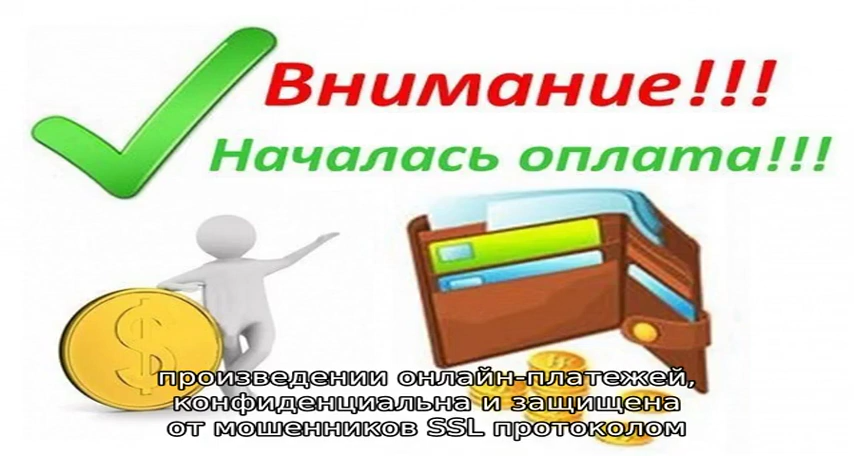 Внимание!!!
Началась оплата!!!
произведении онлайн-платежей,
конфиденциальна и защищена
от мошенников SSL протоколом